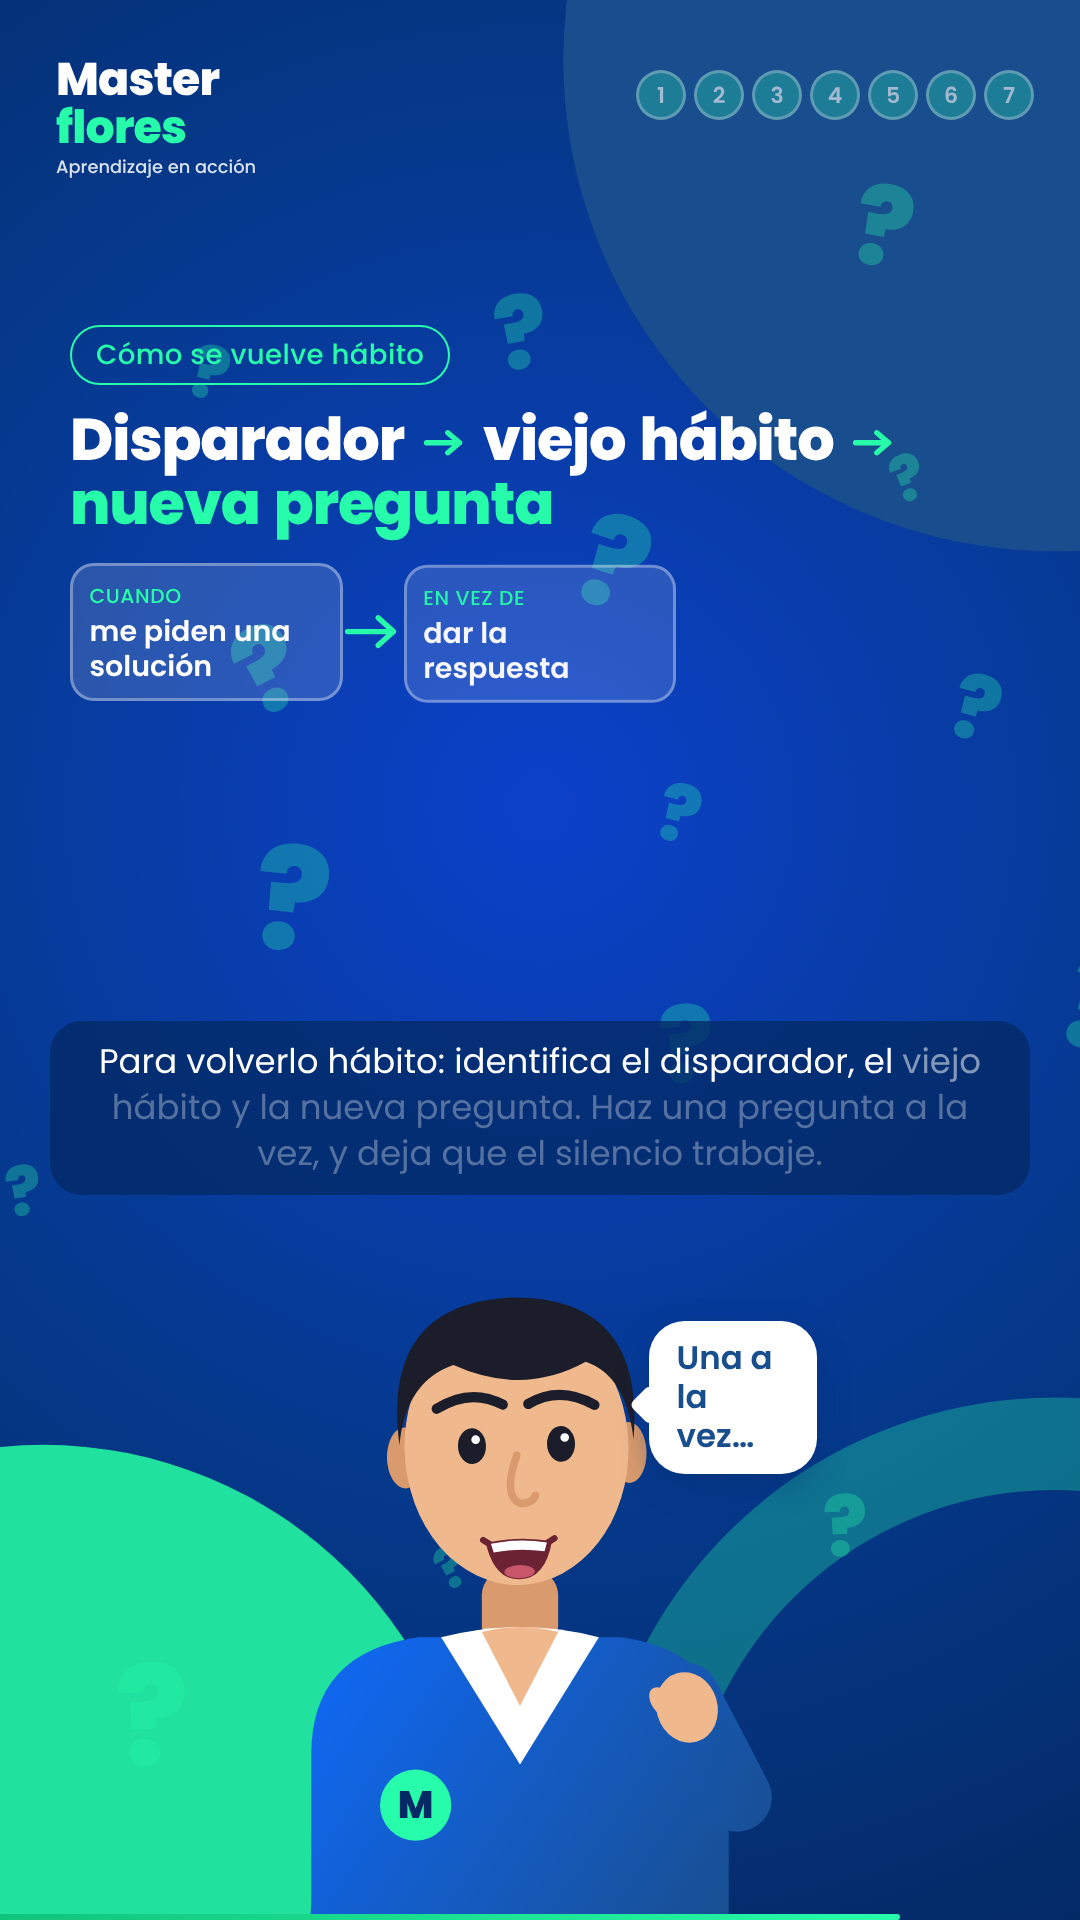 Master
flores
Aprendizaje en acción
1 2 3 4 5 6 7
Cómo se vuelve hábito
Disparador → viejo hábito →
nueva pregunta
CUANDO
me piden una
solución
→
EN VEZ DE
dar la
respuesta
Para volverlo hábito: identifica el disparador, el viejo
hábito y la nueva pregunta. Haz una pregunta a la
vez, y deja que el silencio trabaje.
Una a
la
vez...
M